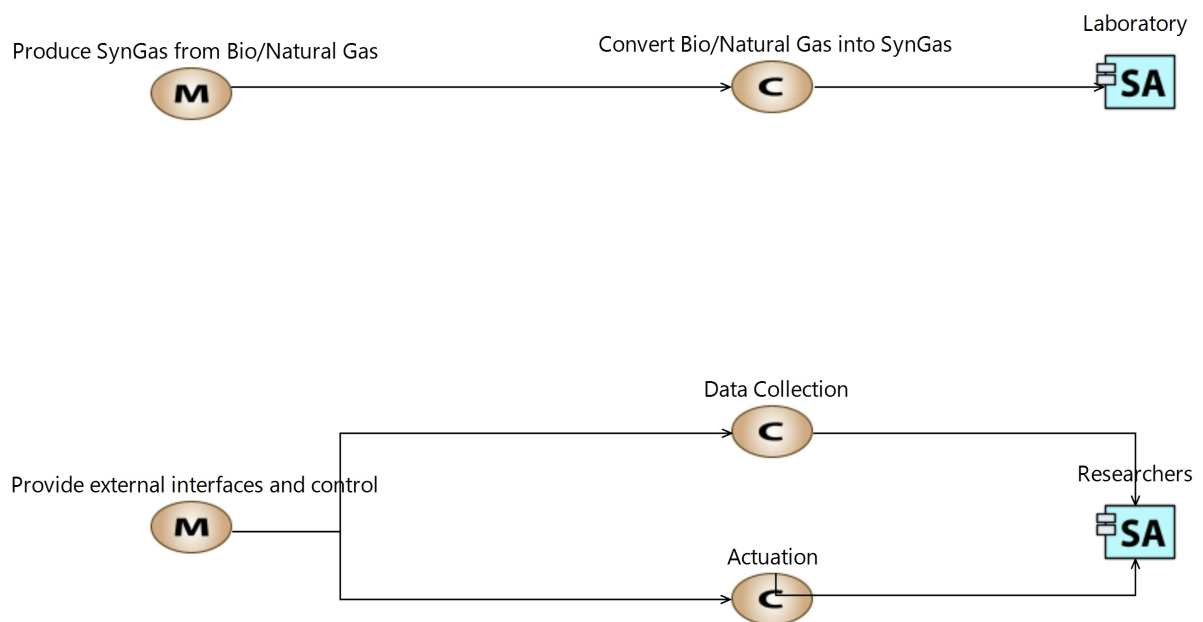 Laboratory
Produce SynGas from Bio/Natural Gas
Convert Bio/Natural Gas into SynGas
M
C
SA
Data Collection
C
Researchers
Provide external interfaces and control
M
SA
Actuation
C